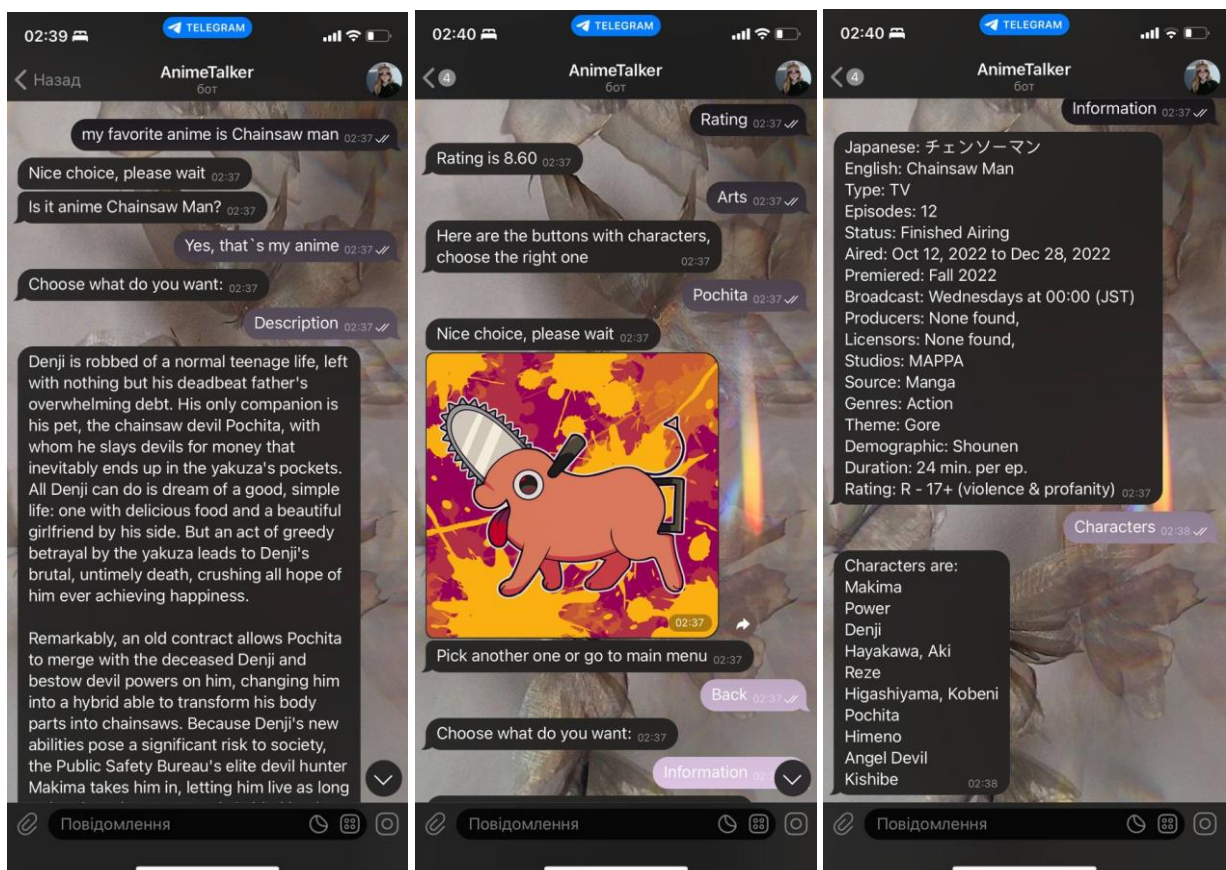 02:39
TELEGRAM
Назад
AnimeTalker
бот
my favorite anime is Chainsaw man 02:37
Nice choice, please wait 02:37
Is it anime Chainsaw Man? 02:37
Yes, that`s my anime 02:37
Choose what do you want: 02:37
Description 02:37
Denji is robbed of a normal teenage life, left
with nothing but his deadbeat father's
overwhelming debt. His only companion is
his pet, the chainsaw devil Pochita, with
whom he slays devils for money that
inevitably ends up in the yakuza's pockets.
All Denji can do is dream of a good, simple
life: one with delicious food and a beautiful
girlfriend by his side. But an act of greedy
betrayal by the yakuza leads to Denji's
brutal, untimely death, crushing all hope of
him ever achieving happiness.
Remarkably, an old contract allows Pochita
to merge with the deceased Denji and
bestow devil powers on him, changing him
into a hybrid able to transform his body
parts into chainsaws. Because Denji's new
abilities pose a significant risk to society,
the Public Safety Bureau's elite devil hunter
Makima takes him in, letting him live as long
Повідомлення
02:40
TELEGRAM
4
AnimeTalker
бот
Rating 02:37
Rating is 8.60 02:37
Arts 02:37
Here are the buttons with characters,
choose the right one 02:37
Pochita 02:37
Nice choice, please wait 02:37
02:37
Pick another one or go to main menu 02:37
Back 02:37
Choose what do you want: 02:37
Information
Повідомлення
02:40
TELEGRAM
4
AnimeTalker
бот
Information 02:37
Japanese: チェンソーマン
English: Chainsaw Man
Type: TV
Episodes: 12
Status: Finished Airing
Aired: Oct 12, 2022 to Dec 28, 2022
Premiered: Fall 2022
Broadcast: Wednesdays at 00:00 (JST)
Producers: None found,
Licensors: None found,
Studios: MAPPA
Source: Manga
Genres: Action
Theme: Gore
Demographic: Shounen
Duration: 24 min. per ep.
Rating: R - 17+ (violence & profanity) 02:37
Characters 02:38
Characters are:
Makima
Power
Denji
Hayakawa, Aki
Reze
Higashiyama, Kobeni
Pochita
Himeno
Angel Devil
Kishibe 02:38
Повідомлення